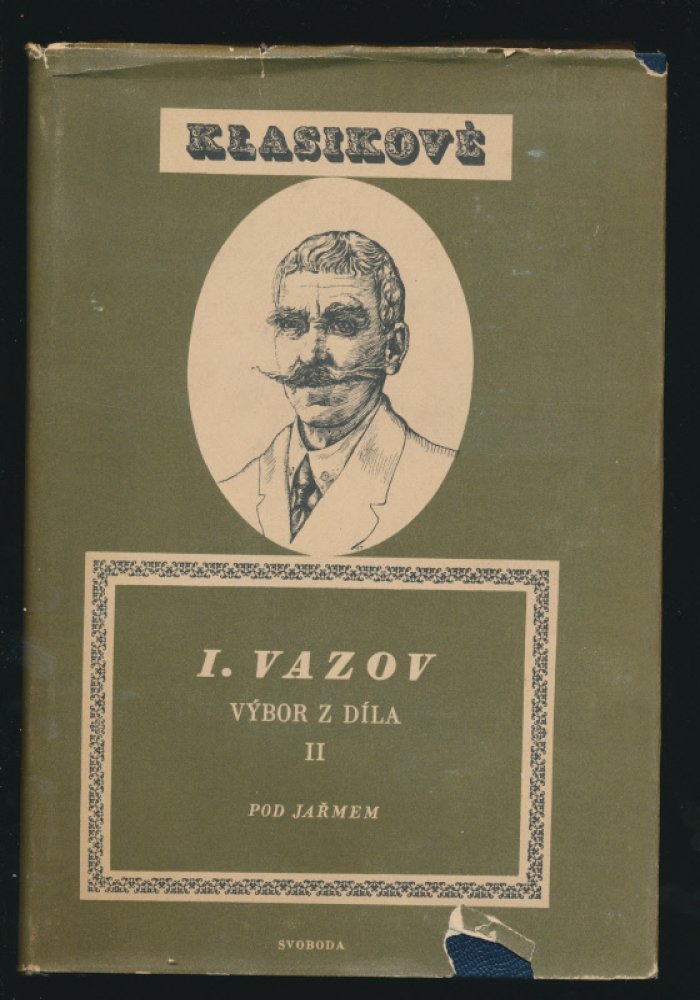 KLASIKOVÉ
I. VAZOV
VÝBOR Z DÍLA
II
POD JAŘMEM
SVOBODA